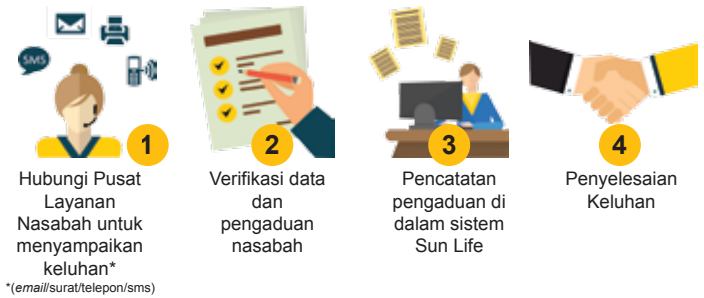 SMS
1
Hubungi Pusat
Layanan
Nasabah untuk
menyampaikan
keluhan*
*(email/surat/telepon/sms)
2
Verifikasi data
dan
pengaduan
nasabah
3
Pencatatan
pengaduan di
dalam sistem
Sun Life
4
Penyelesaian
Keluhan